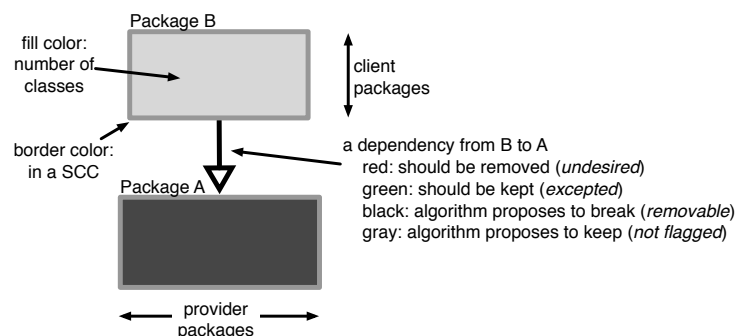 Package B
fill color:
number of
classes
client
packages
border color:
in a SCC
a dependency from B to A
red: should be removed (undesired)
green: should be kept (excepted)
black: algorithm proposes to break (removable)
gray: algorithm proposes to keep (not flagged)
Package A
provider
packages